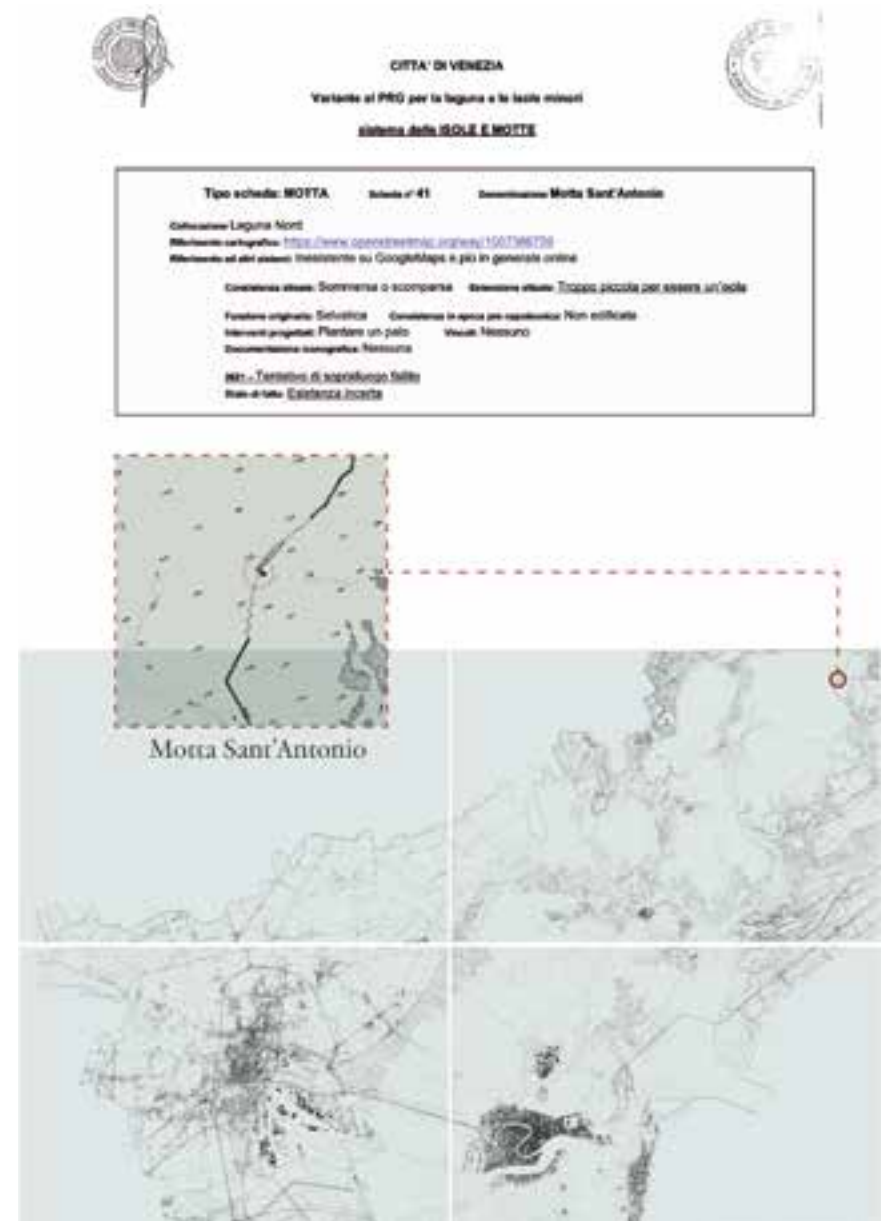 CITTA' DI VENEZIA
Variante al PRG per la laguna e le isole minori
sistema delle ISOLE E MOTTE
Tipo scheda: MOTTA Scheda n° 41 Denominazione Motta Sant'Antonio
Collocazione Laguna Nord
Riferimento cartografico: https://www.openstreetmap.org/way/
Riferimento ad altri sistemi: Inesistente su GoogleMaps e più in generale online
Consistenza attuale: Sommersa o scomparsa Estensione attuale: Troppo piccola per essere un'isola
Funzione originaria: Selvatica Consistenza in epoca pre napoleonica: Non edificata
Interventi progettati: Piantare un palo Vincoli: Nessuno
Documentazione iconografica: Nessuna
2021 – Tentativo di sopralluogo fallito
Stato di fatto: Esistenza incerta
Motta Sant'Antonio